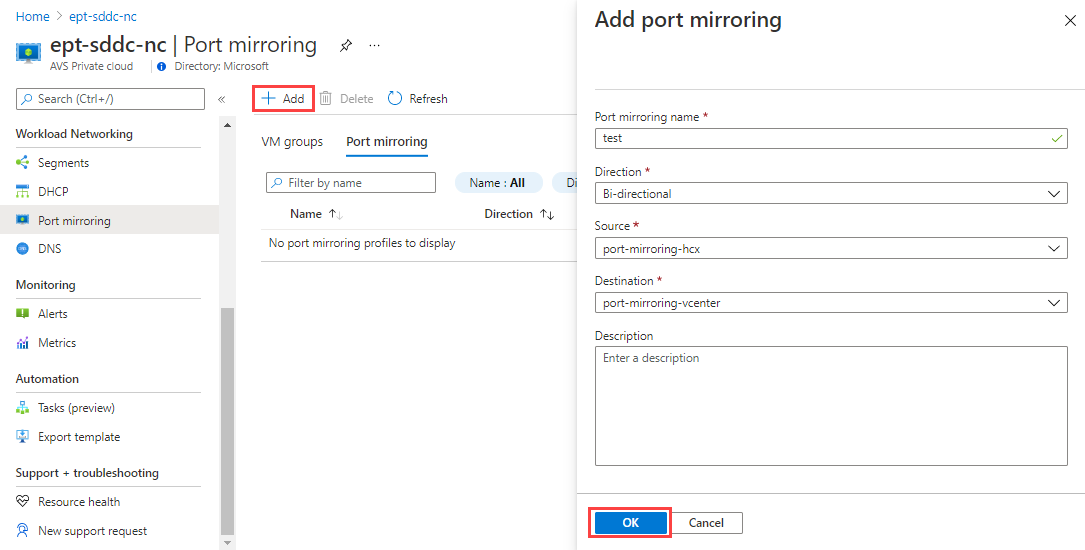 Home > ept-sddc-nc
ept-sddc-nc | Port mirroring
AVS Private cloud
Directory: Microsoft
Search (Ctrl+/)
Workload Networking
Segments
DHCP
Port mirroring
DNS
Monitoring
Alerts
Metrics
Automation
Tasks (preview)
Export template
Support + troubleshooting
Resource health
New support request
Add Delete Refresh
VM groups Port mirroring
Filter by name Name : All Di
Name Direction
No port mirroring profiles to display
Add port mirroring
Port mirroring name *
test
Direction *
Bi-directional
Source *
port-mirroring-hcx
Destination *
port-mirroring-vcenter
Description
Enter a description
OK Cancel